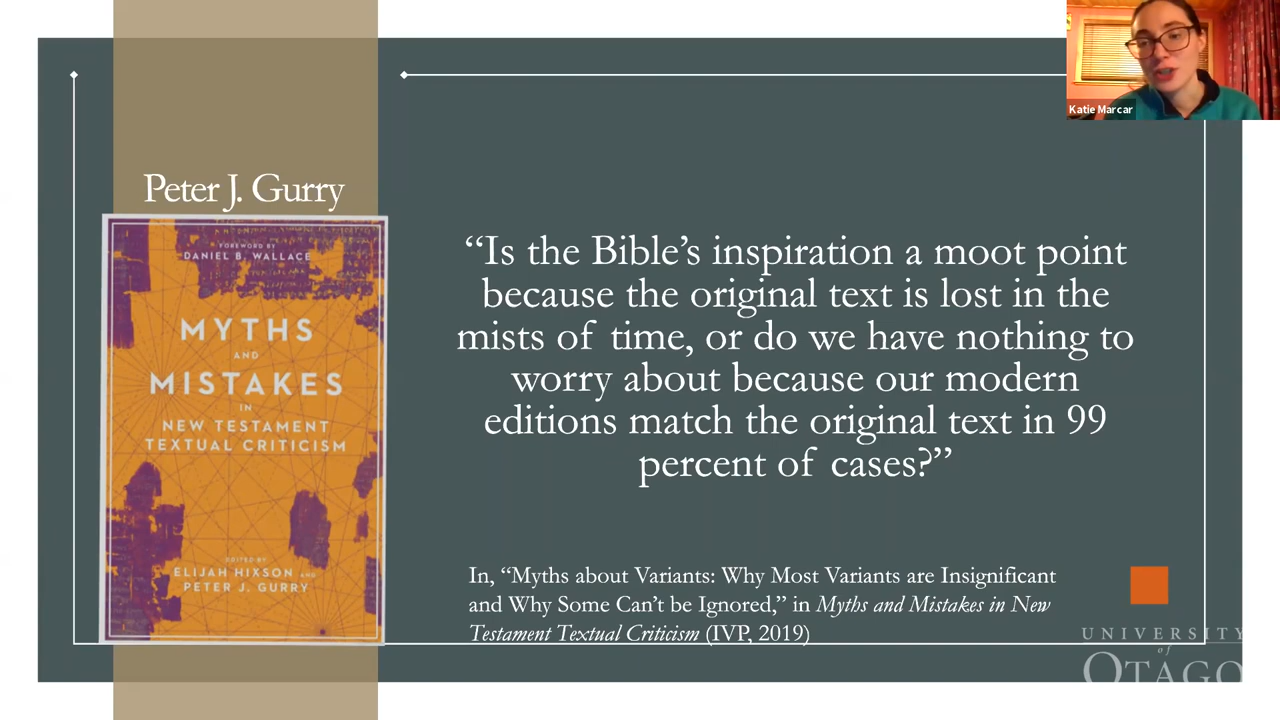 Katie Marcar
Peter J. Gurry
FOREWORD BY
DANIEL B. WALLACE
MYTHS
AND
MISTAKES
IN
NEW TESTAMENT
TEXTUAL CRITICISM
EDITED BY
ELIJAH HIXSON AND
PETER J. GURRY
“Is the Bible’s inspiration a moot point
because the original text is lost in the
mists of time, or do we have nothing to
worry about because our modern
editions match the original text in 99
percent of cases?”
In, “Myths about Variants: Why Most Variants are Insignificant
and Why Some Can’t be Ignored,” in Myths and Mistakes in New
Testament Textual Criticism (IVP, 2019)
UNIVERSITY
of
OTAGO